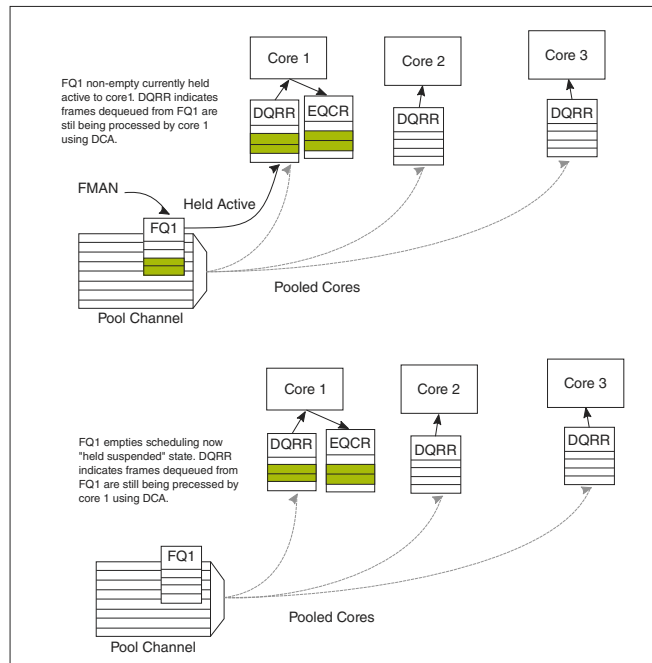 Core 1
Core 2
Core 3
FQ1 non-empty currently held
active to core1. DQRR indicates
frames dequeued from FQ1 are
still being processed by core 1
using DCA.
DQRR
EQCR
DQRR
DQRR
FMAN
Held Active
FQ1
Pooled Cores
Pool Channel
Core 1
Core 2
Core 3
FQ1 empties scheduling now
"held suspended" state. DQRR
indicates frames dequeued from
FQ1 are still being precessed by
core 1 using DCA.
DQRR
EQCR
DQRR
DQRR
FQ1
Pooled Cores
Pool Channel